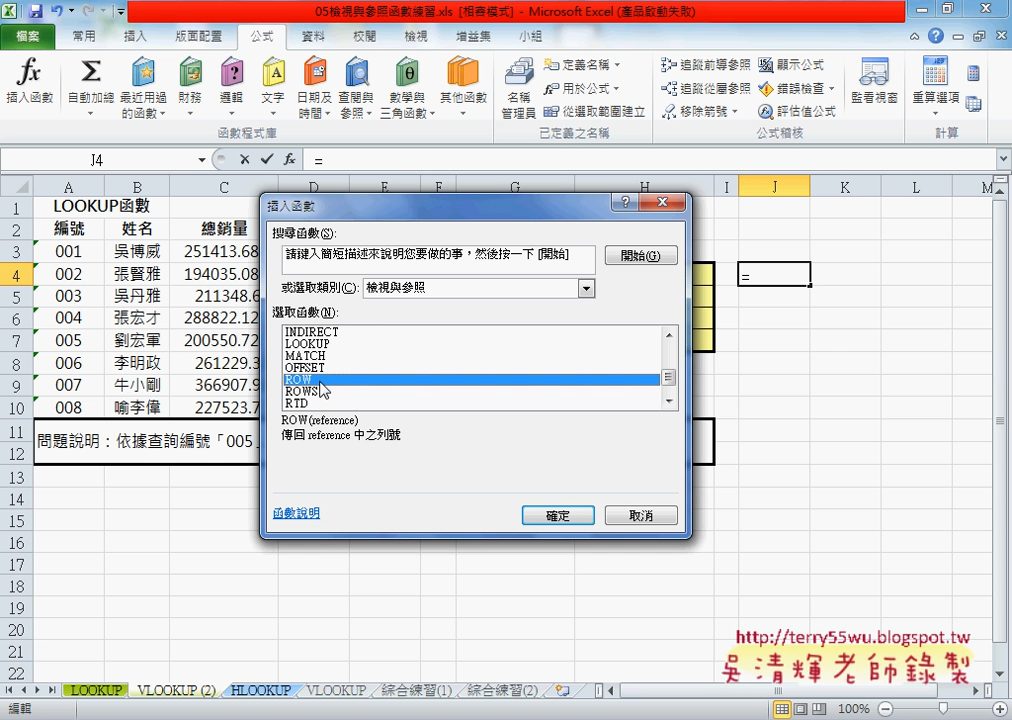 05檢視與參照函數練習.xls [相容模式] - Microsoft Excel (產品啟動失敗)
檔案 常用 插入 版面配置 公式 資料 校閱 檢視 增益集 小組
插入函數 自動加總 最近用過的函數 財務 邏輯 文字 日期及時間 查閱與參照 數學與三角函數 其他函數 名稱管理員 定義名稱 用於公式 從選取範圍建立 追蹤前導參照 追蹤從屬參照 移除箭號 顯示公式 錯誤檢查 評估值公式 監看視窗 重算選項
函數程式庫 已定義之名稱 公式稽核 計算
J4 fx =
A B C D E F G H I J K L M
1 LOOKUP函數
2 編號 姓名 總銷量
3 001 吳博威 251413.68
4 002 張賢雅 194035.08 =
5 003 吳丹雅 211348.6
6 004 張宏才 288822.12
7 005 劉宏軍 200550.72
8 006 李明政 261229.3
9 007 牛小剛 366907.9
10 008 喻李偉 227523.7
11 問題說明：依據查詢編號「005」
12
13
14
15
16
17
18
19
20
21
22
插入函數
搜尋函數(S):
請鍵入簡短描述來說明您要做的事，然後按一下 [開始]
開始(G)
或選取類別(C): 檢視與參照
選取函數(N):
INDIRECT
LOOKUP
MATCH
OFFSET
ROW
ROWS
RTD
ROW(reference)
傳回 reference 中之列號
函數說明 確定 取消
http://terry55wu.blogspot.tw
吳清輝老師錄製
LOOKUP VLOOKUP (2) HLOOKUP VLOOKUP 綜合練習(1) 綜合練習(2)
編輯 100%